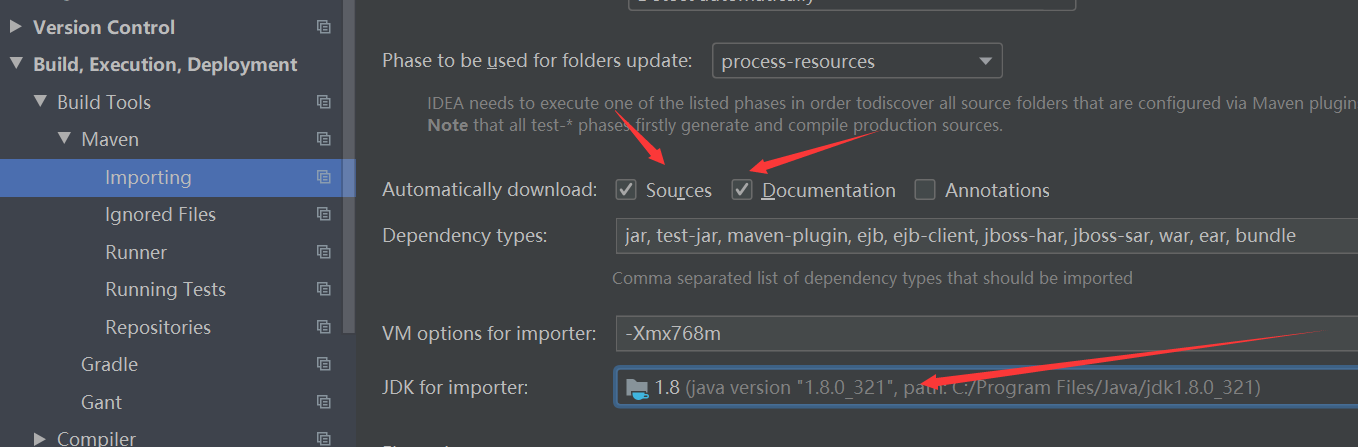 Version Control
Build, Execution, Deployment
Build Tools
Maven
Importing
Ignored Files
Runner
Running Tests
Repositories
Gradle
Gant
Compiler
Detect automatically
Phase to be used for folders update: process-resources
IDEA needs to execute one of the listed phases in order todiscover all source folders that are configured via Maven plugin
Note that all test-* phases firstly generate and compile production sources.
Automatically download: Sources Documentation Annotations
Dependency types: jar, test-jar, maven-plugin, ejb, ejb-client, jboss-har, jboss-sar, war, ear, bundle
Comma separated list of dependency types that should be imported
VM options for importer: -Xmx768m
JDK for importer: 1.8 (java version "1.8.0_321", path: C:/Program Files/Java/jdk1.8.0_321)